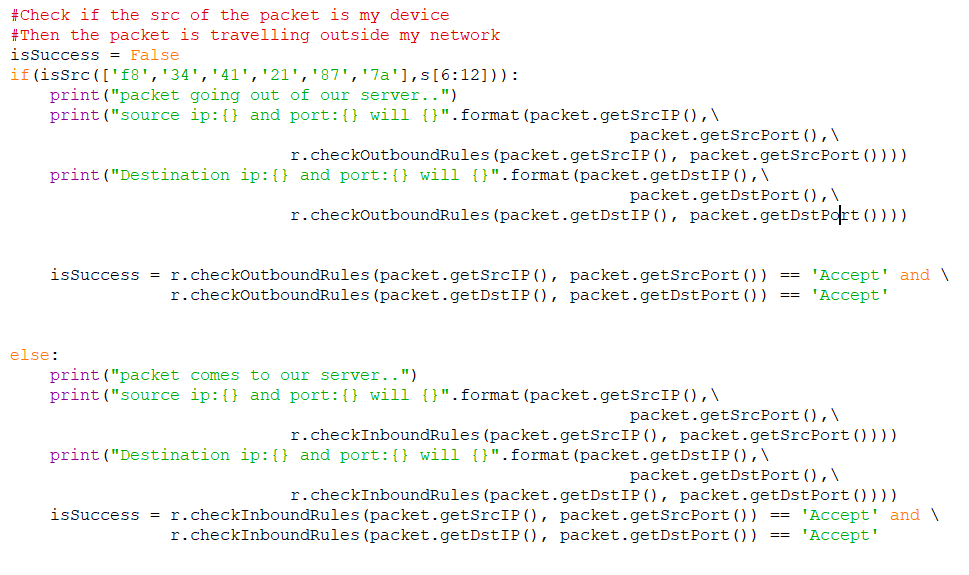 #Check if the src of the packet is my device
#Then the packet is travelling outside my network
isSuccess = False
if(isSrc(['f8','34','41','21','87','7a'],s[6:12])):
    print("packet going out of our server..")
    print("source ip:{} and port:{} will {}".format(packet.getSrcIP(),\
                                                              packet.getSrcPort(),\
                            r.checkOutboundRules(packet.getSrcIP(), packet.getSrcPort())))
    print("Destination ip:{} and port:{} will {}".format(packet.getDstIP(),\
                                                              packet.getDstPort(),\
                            r.checkOutboundRules(packet.getDstIP(), packet.getDstPort())))
    isSuccess = r.checkOutboundRules(packet.getSrcIP(), packet.getSrcPort()) == 'Accept' and \
                r.checkOutboundRules(packet.getDstIP(), packet.getDstPort()) == 'Accept'
else:
    print("packet comes to our server..")
    print("source ip:{} and port:{} will {}".format(packet.getSrcIP(),\
                                                              packet.getSrcPort(),\
                            r.checkInboundRules(packet.getSrcIP(), packet.getSrcPort())))
    print("Destination ip:{} and port:{} will {}".format(packet.getDstIP(),\
                                                              packet.getDstPort(),\
                            r.checkInboundRules(packet.getDstIP(), packet.getDstPort())))
    isSuccess = r.checkInboundRules(packet.getSrcIP(), packet.getSrcPort()) == 'Accept' and \
                r.checkInboundRules(packet.getDstIP(), packet.getDstPort()) == 'Accept'